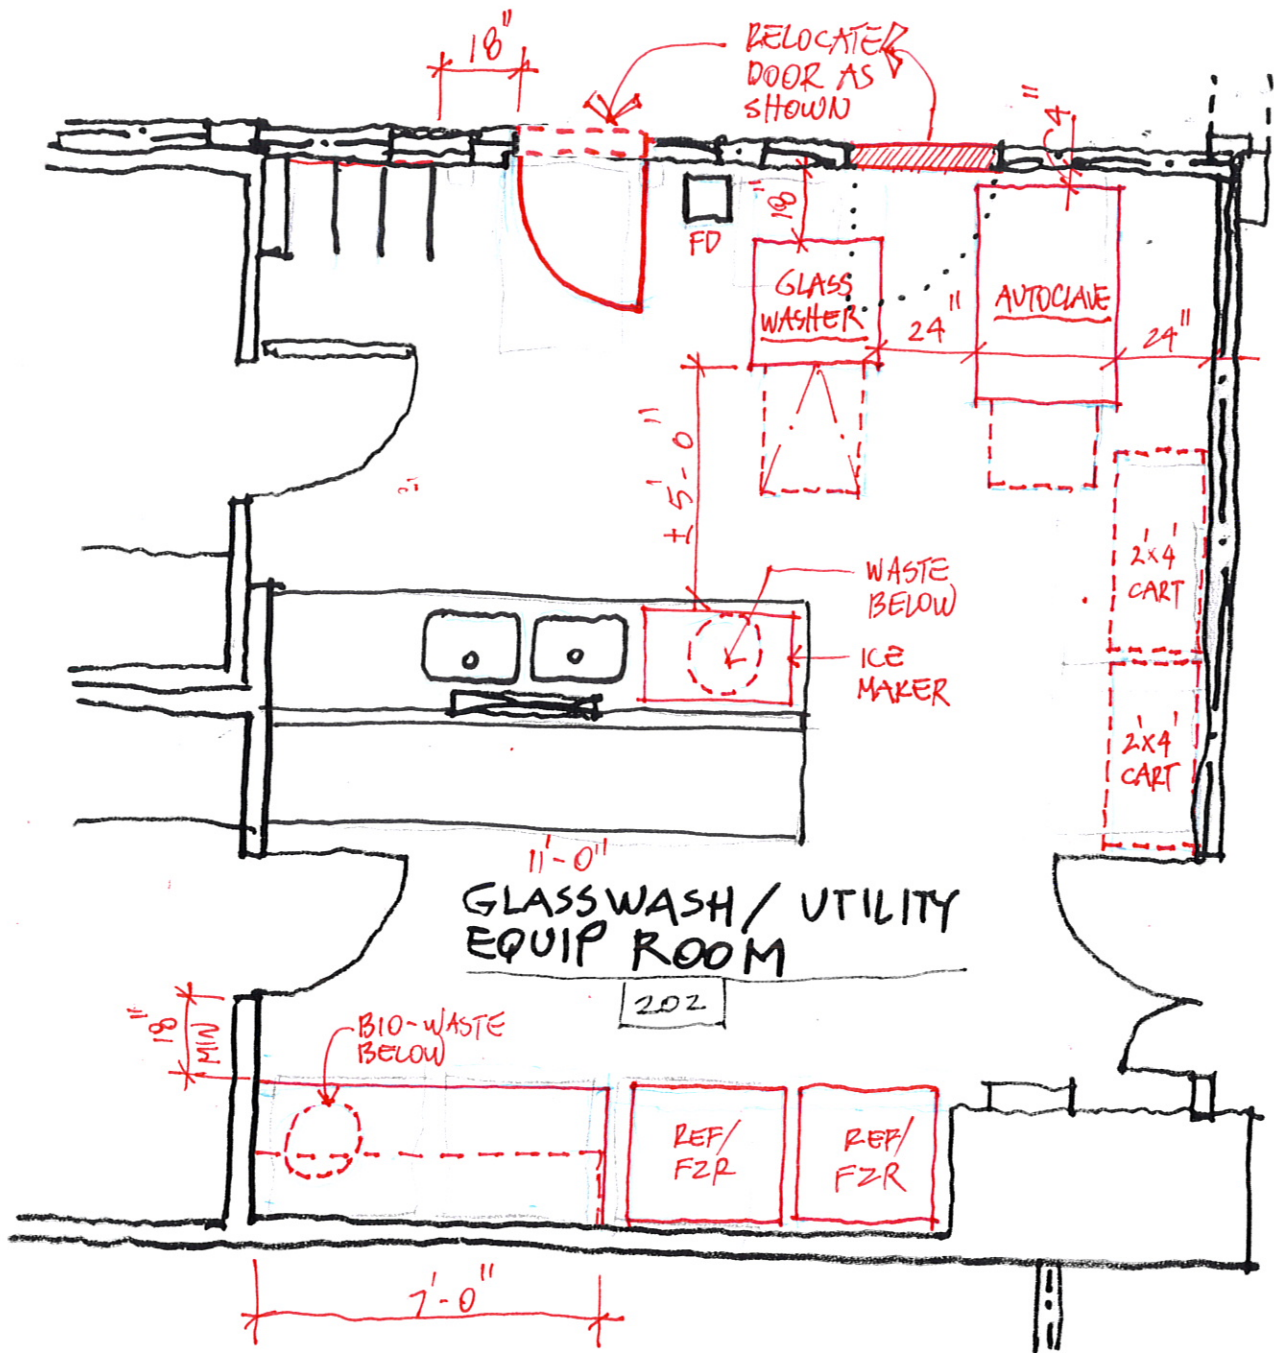 18"
RELOCATED
DOOR AS
SHOWN
4"
18"
FD
GLASS
WASHER
24"
AUTOCLAVE
24"
± 5'-0"
WASTE
BELOW
2'x4'
CART
ICE
MAKER
2'x4'
CART
11'-0"
GLASSWASH / UTILITY
EQUIP ROOM
202
18"
MIN
BIO-WASTE
BELOW
REF/
FZR
REF/
FZR
7'-0"